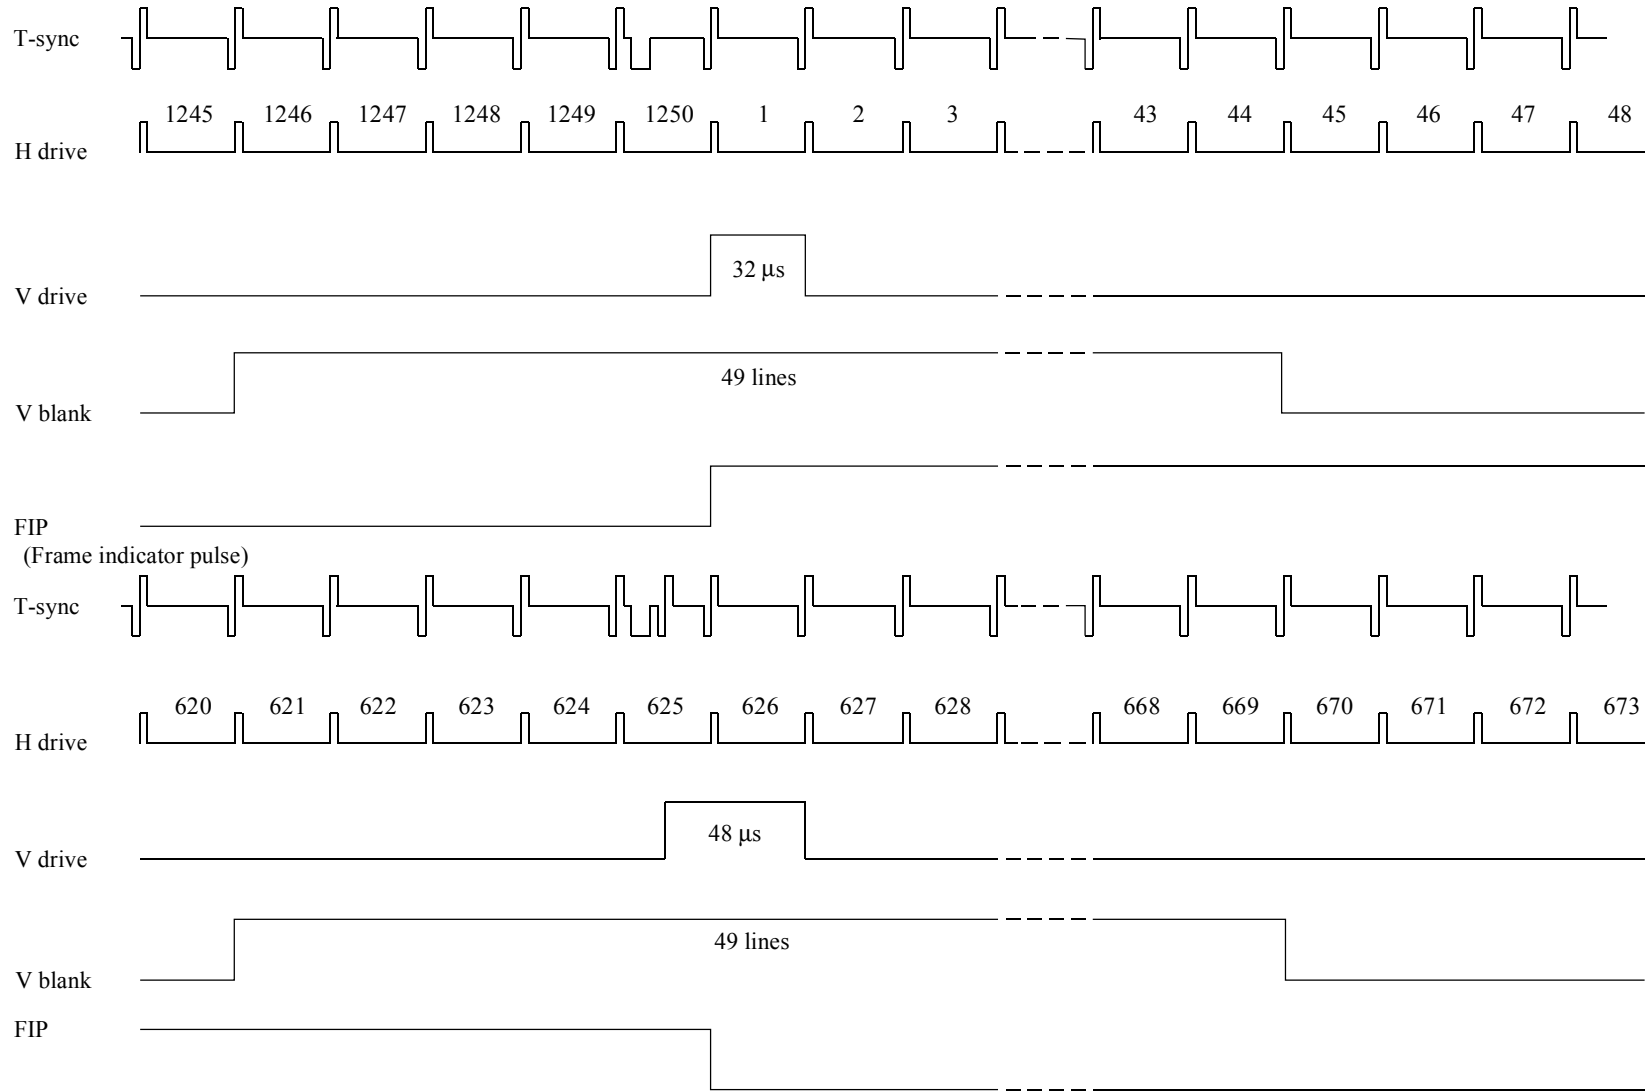 T-sync
1245 1246 1247 1248 1249 1250 1 2 3 43 44 45 46 47 48
H drive
32 µs
V drive
49 lines
V blank
FIP
(Frame indicator pulse)
T-sync
620 621 622 623 624 625 626 627 628 668 669 670 671 672 673
H drive
48 µs
V drive
49 lines
V blank
FIP